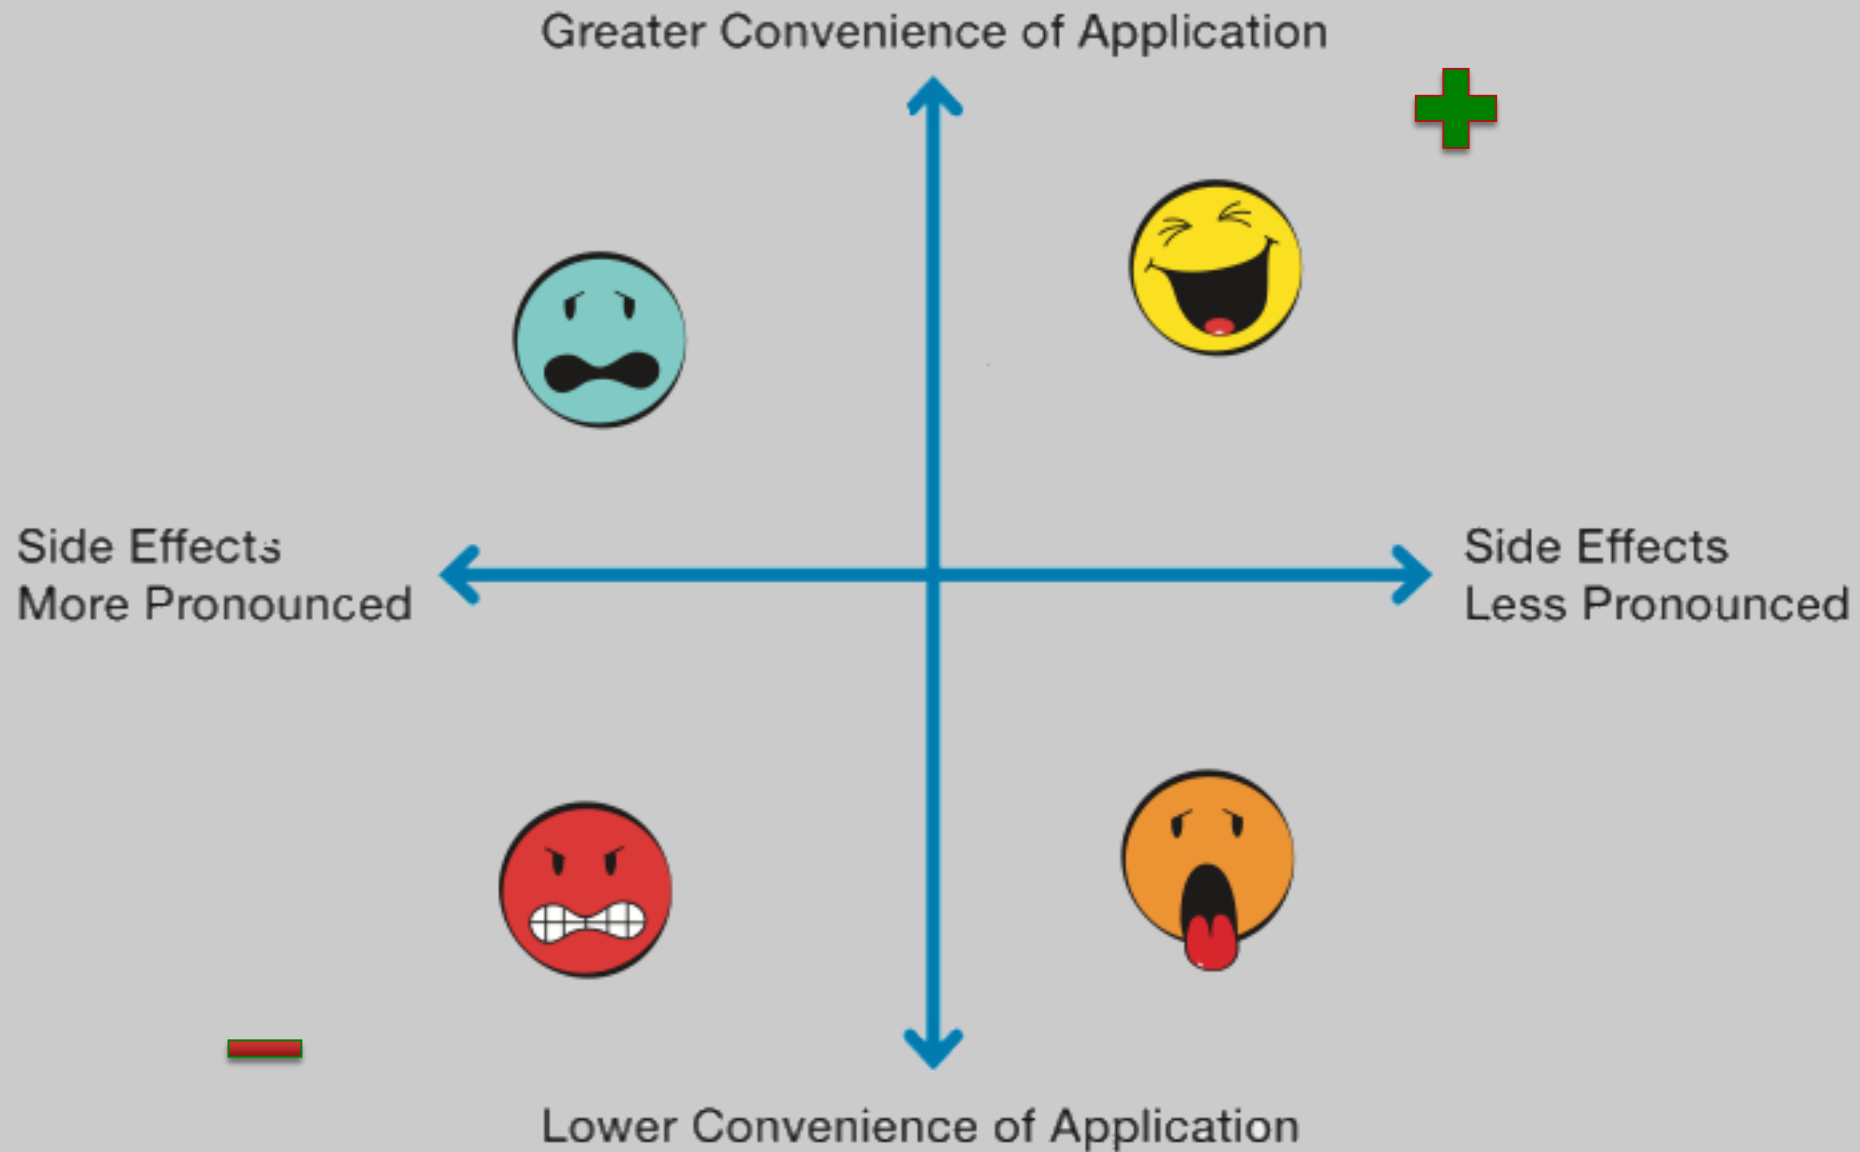 Greater Convenience of Application
Side Effects
More Pronounced
Side Effects
Less Pronounced
Lower Convenience of Application